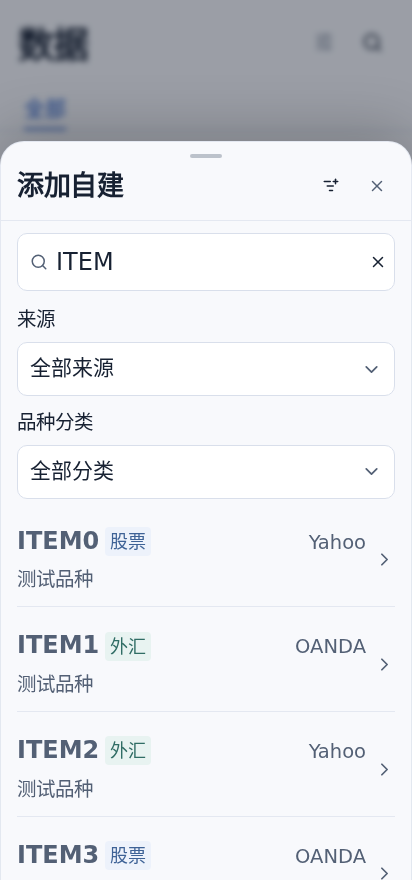 数据
全部
添加自建
ITEM
来源
全部来源
品种分类
全部分类
ITEM0 股票 Yahoo
测试品种
ITEM1 外汇 OANDA
测试品种
ITEM2 外汇 Yahoo
测试品种
ITEM3 股票 OANDA